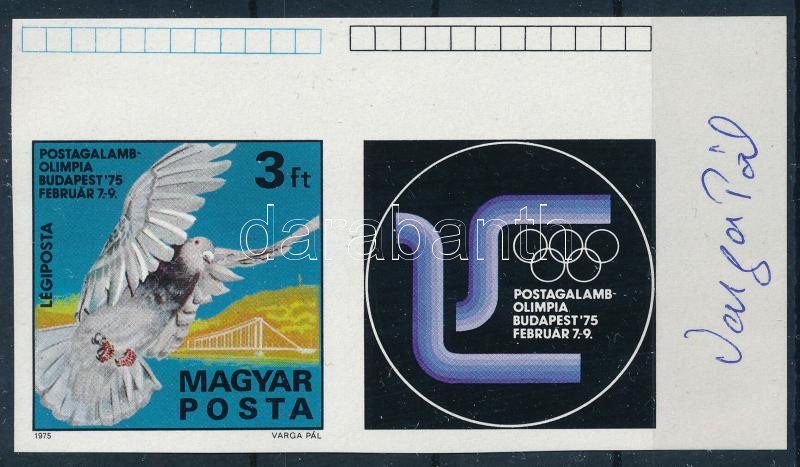 POSTAGALAMB-
OLIMPIA
BUDAPEST '75
FEBRUÁR 7-9.
3 ft
LÉGIPOSTA
MAGYAR
POSTA
1975
VARGA PÁL
POSTAGALAMB-
OLIMPIA
BUDAPEST '75
FEBRUÁR 7-9.
Varga Pál
darabanth